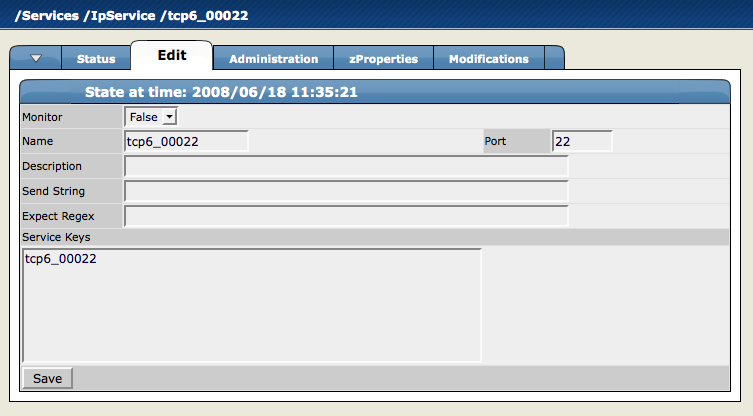 /Services /IpService /tcp6_00022
Status Edit Administration zProperties Modifications
State at time: 2008/06/18 11:35:21
Monitor False
Name tcp6_00022 Port 22
Description
Send String
Expect Regex
Service Keys
tcp6_00022
Save